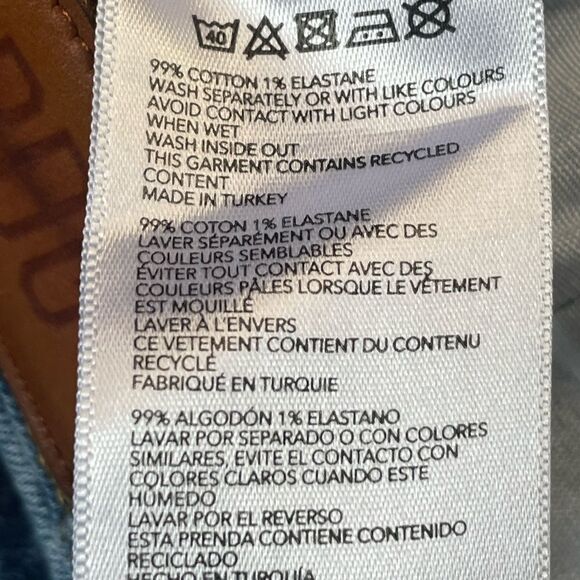 40
99% COTTON 1% ELASTANE
WASH SEPARATELY OR WITH LIKE COLOURS
AVOID CONTACT WITH LIGHT COLOURS
WHEN WET
WASH INSIDE OUT
THIS GARMENT CONTAINS RECYCLED
CONTENT
MADE IN TURKEY
99% COTON 1% ELASTANE
LAVER SÉPARÉMENT OU AVEC DES
COULEURS SEMBLABLES
ÉVITER TOUT CONTACT AVEC DES
COULEURS PÂLES LORSQUE LE VÊTEMENT
EST MOUILLÉ
LAVER À L'ENVERS
CE VETEMENT CONTIENT DU CONTENU
RECYCLÉ
FABRIQUÉ EN TURQUIE
99% ALGODÓN 1% ELASTANO
LAVAR POR SEPARADO O CON COLORES
SIMILARES, EVITE EL CONTACTO CON
COLORES CLAROS CUANDO ESTE
HÚMEDO
LAVAR POR EL REVERSO
ESTA PRENDA CONTIENE CONTENIDO
RECICLADO
HECHO EN TURQUÍA